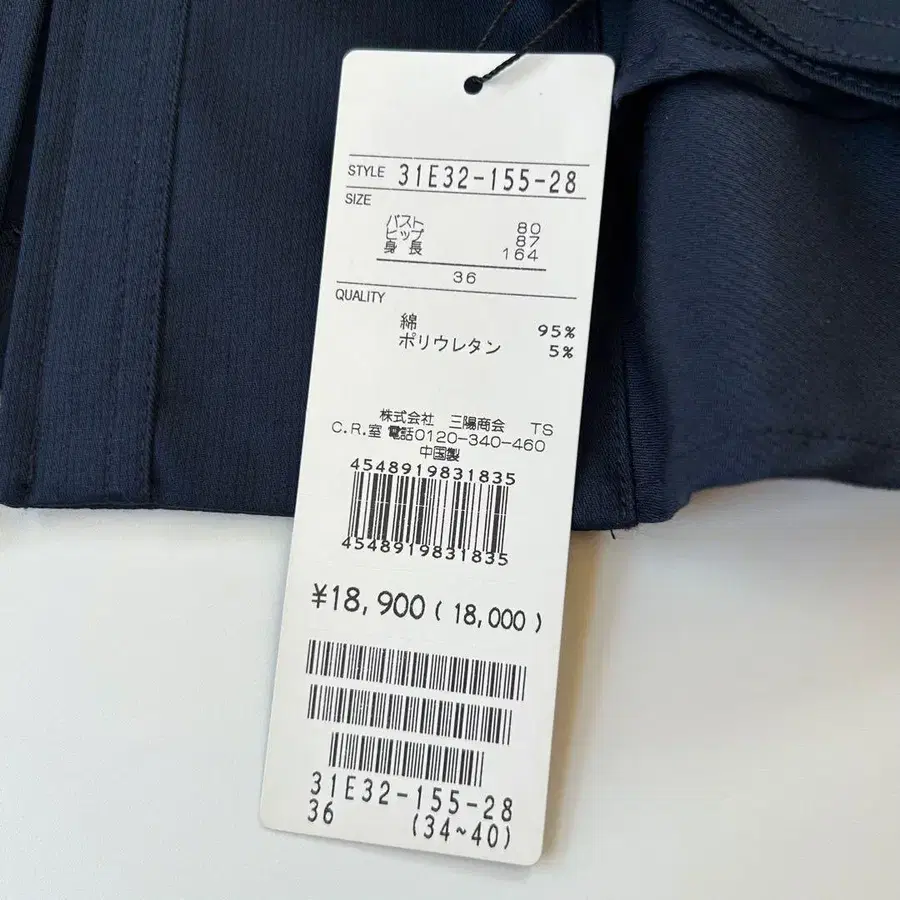 STYLE 31E32-155-28
SIZE
バスト 80
ヒップ 87
身長 164
36
QUALITY
綿 95%
ポリウレタン 5%
株式会社 三陽商会 TS
C.R.室 電話0120-340-460
中国製
4548919831835
4548919831835
¥18,900 (18,000)
31E32-155-28
36 (34~40)